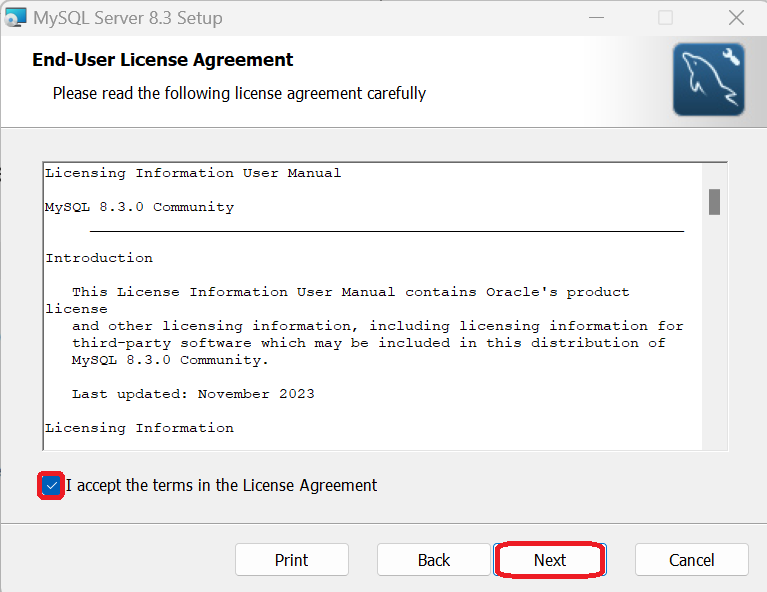 MySQL Server 8.3 Setup
End-User License Agreement
Please read the following license agreement carefully
Licensing Information User Manual
MySQL 8.3.0 Community
Introduction
This License Information User Manual contains Oracle's product
license
and other licensing information, including licensing information for
third-party software which may be included in this distribution of
MySQL 8.3.0 Community.
Last updated: November 2023
Licensing Information
I accept the terms in the License Agreement
Print Back Next Cancel